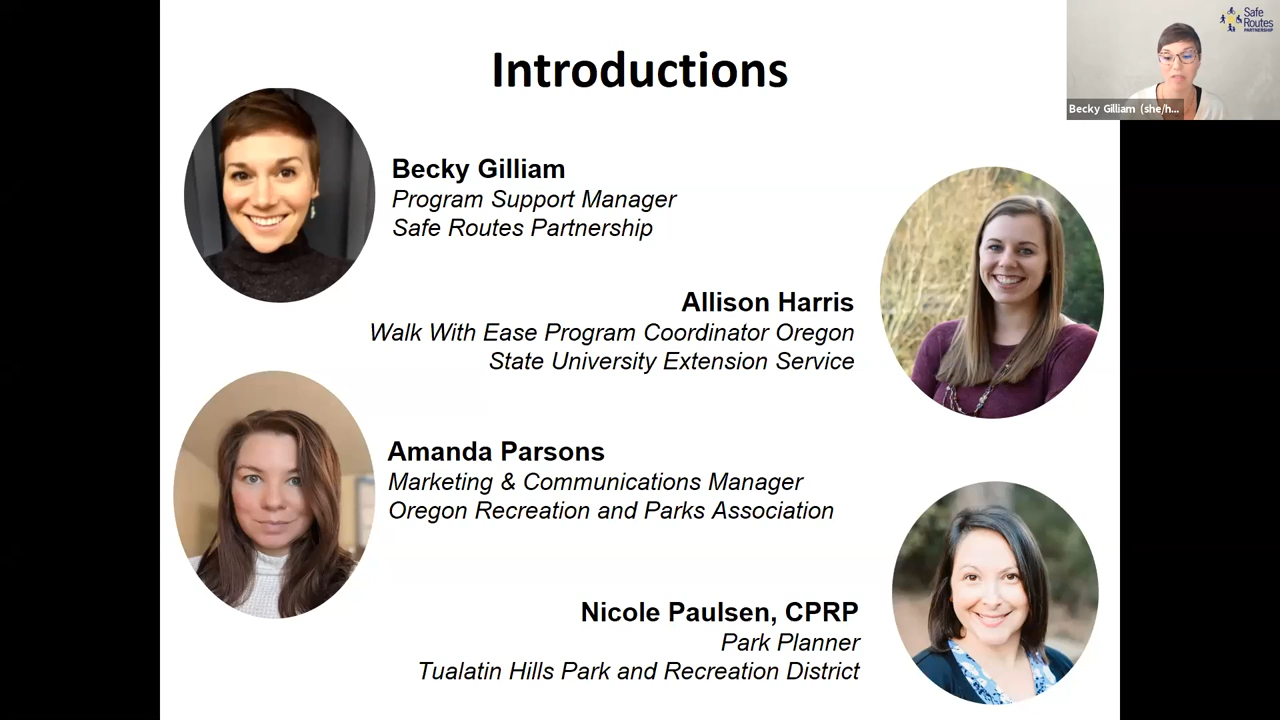 Introductions
Safe
Routes
PARTNERSHIP
Becky Gilliam (she/h...
Becky Gilliam
Program Support Manager
Safe Routes Partnership
Allison Harris
Walk With Ease Program Coordinator Oregon
State University Extension Service
Amanda Parsons
Marketing & Communications Manager
Oregon Recreation and Parks Association
Nicole Paulsen, CPRP
Park Planner
Tualatin Hills Park and Recreation District